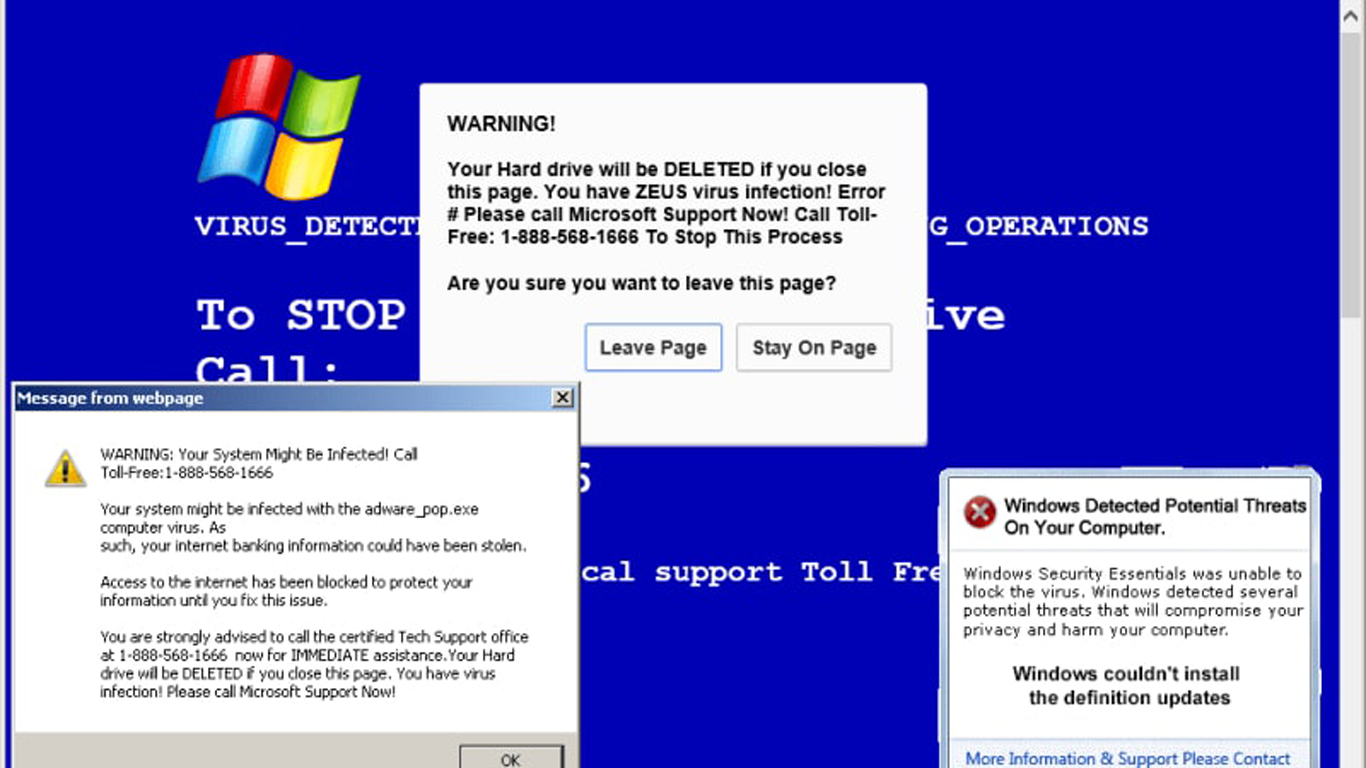 WARNING!
Your Hard drive will be DELETED if you close
this page. You have ZEUS virus infection! Error
# Please call Microsoft Support Now! Call Toll-
Free: 1-888-568-1666 To Stop This Process
Are you sure you want to leave this page?
Leave Page Stay On Page
G_OPERATIONS
To STOP
Call:
Message from webpage
WARNING: Your System Might Be Infected! Call
Toll-Free:1-888-568-1666
Your system might be infected with the adware_pop.exe
computer virus. As
such, your internet banking information could have been stolen.
Access to the internet has been blocked to protect your
information until you fix this issue.
You are strongly advised to call the certified Tech Support office
at 1-888-568-1666 now for IMMEDIATE assistance.Your Hard
drive will be DELETED if you close this page. You have virus
infection! Please call Microsoft Support Now!
OK
cal support Toll Fre
Windows Detected Potential Threats
On Your Computer.
Windows Security Essentials was unable to
block the virus. Windows detected several
potential threats that will compromise your
privacy and harm your computer.
Windows couldn't install
the definition updates
More Information & Support Please Contact